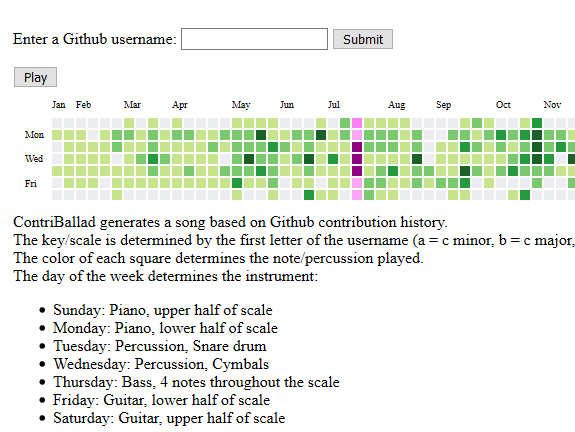 Enter a Github username: Submit
Play
Jan Feb Mar Apr May Jun Jul Aug Sep Oct Nov
Mon
Wed
Fri
ContriBallad generates a song based on Github contribution history.
The key/scale is determined by the first letter of the username (a = c minor, b = c major,
The color of each square determines the note/percussion played.
The day of the week determines the instrument:
• Sunday: Piano, upper half of scale
• Monday: Piano, lower half of scale
• Tuesday: Percussion, Snare drum
• Wednesday: Percussion, Cymbals
• Thursday: Bass, 4 notes throughout the scale
• Friday: Guitar, lower half of scale
• Saturday: Guitar, upper half of scale